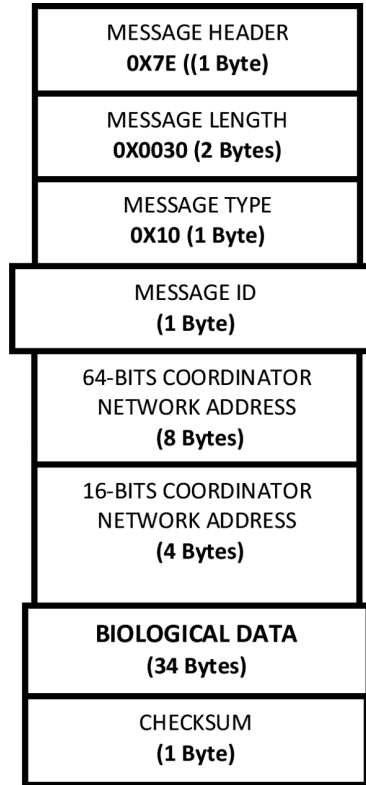 MESSAGE HEADER
0X7E ((1 Byte)
MESSAGE LENGTH
0X0030 (2 Bytes)
MESSAGE TYPE
0X10 (1 Byte)
MESSAGE ID
(1 Byte)
64-BITS COORDINATOR
NETWORK ADDRESS
(8 Bytes)
16-BITS COORDINATOR
NETWORK ADDRESS
(4 Bytes)
BIOLOGICAL DATA
(34 Bytes)
CHECKSUM
(1 Byte)